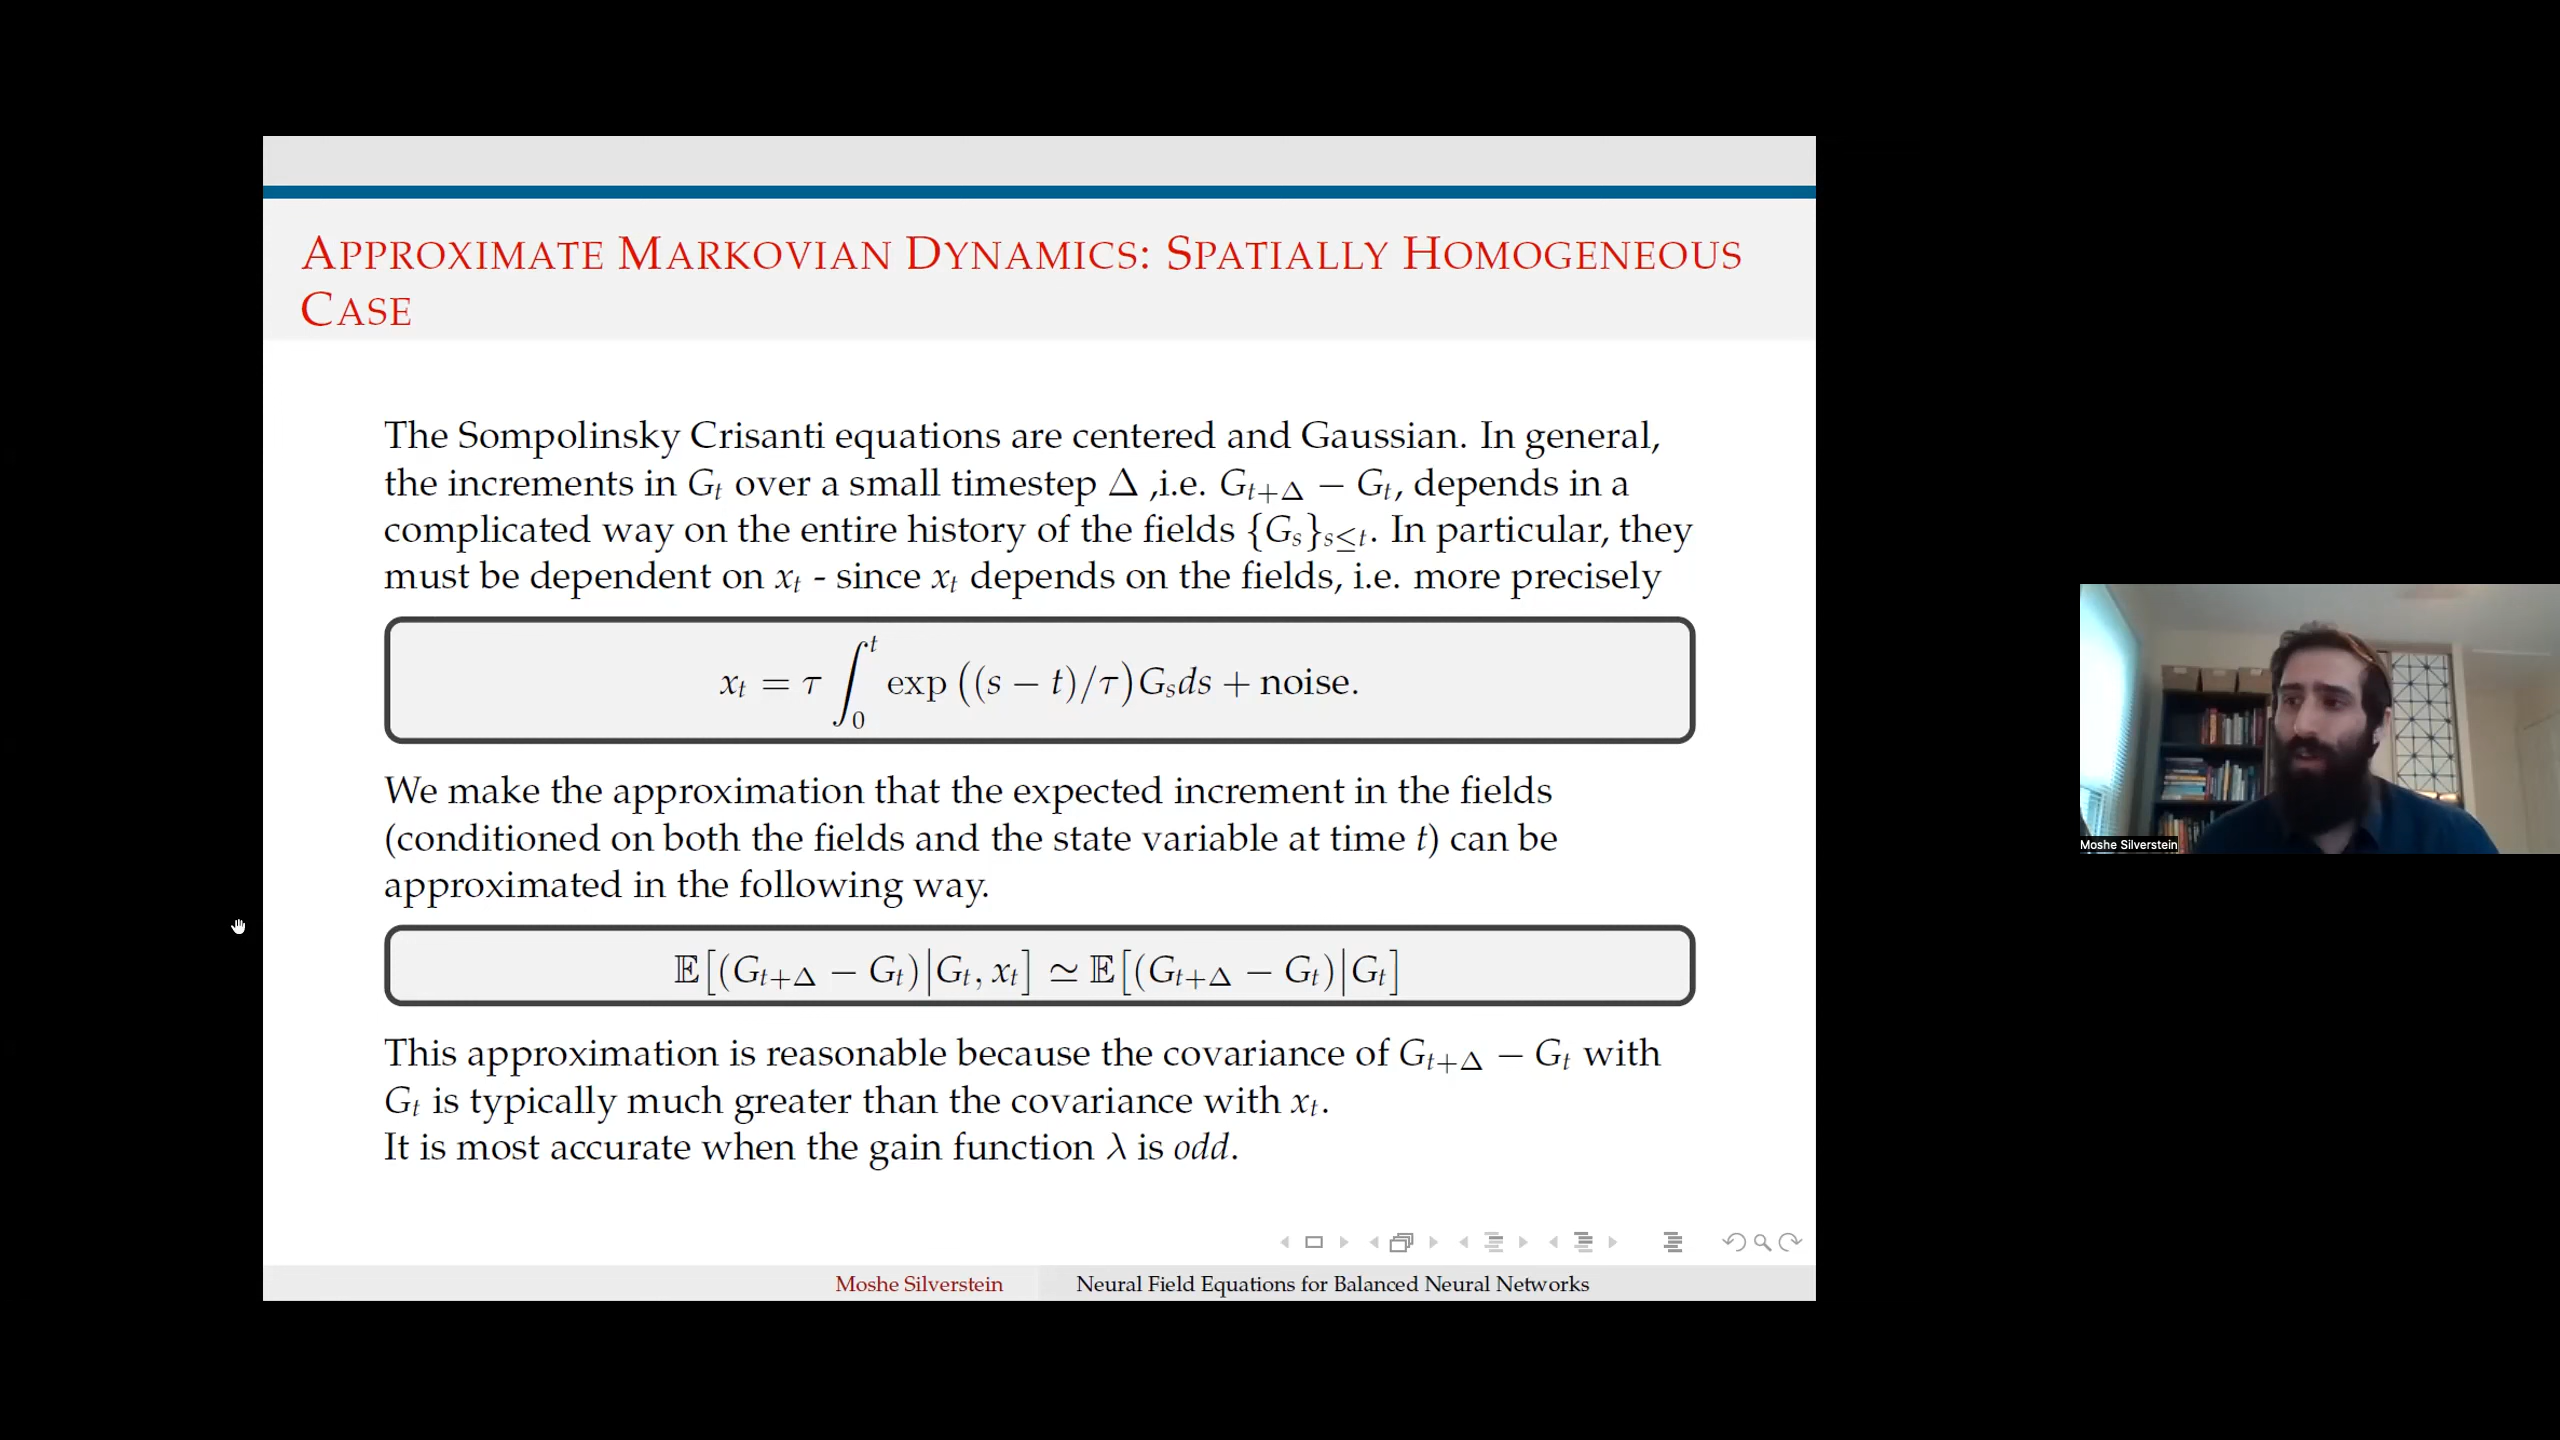 APPROXIMATE MARKOVIAN DYNAMICS: SPATIALLY HOMOGENEOUS
CASE
The Sompolinsky Crisanti equations are centered and Gaussian. In general,
the increments in G_t over a small timestep Δ ,i.e. G_{t+Δ} − G_t, depends in a
complicated way on the entire history of the fields {G_s}_{s≤t}. In particular, they
must be dependent on x_t - since x_t depends on the fields, i.e. more precisely
x_t = τ ∫_0^t exp ((s − t)/τ)G_s ds + noise.
We make the approximation that the expected increment in the fields
(conditioned on both the fields and the state variable at time t) can be
approximated in the following way.
𝔼[(G_{t+Δ} − G_t)|G_t, x_t] ≃ 𝔼[(G_{t+Δ} − G_t)|G_t]
This approximation is reasonable because the covariance of G_{t+Δ} − G_t with
G_t is typically much greater than the covariance with x_t.
It is most accurate when the gain function λ is odd.
Moshe Silverstein Neural Field Equations for Balanced Neural Networks
Moshe Silverstein